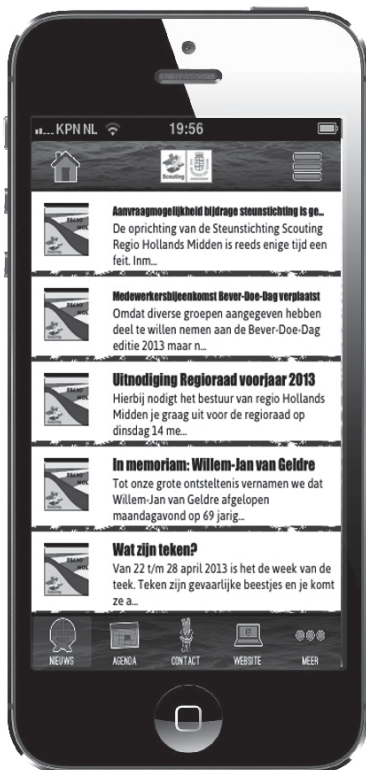 KPN NL 19:56
Scouting
Aanvraagmogelijkheid bijdrage steunstichting is ge...
De oprichting van de Steunstichting Scouting
Regio Hollands Midden is reeds enige tijd een
feit. Inm...
Medewerkersbijeenkomst Bever-Doe-Dag verplaatst
Omdat diverse groepen aangegeven hebben
deel te willen nemen aan de Bever-Doe-Dag
editie 2013 maar n...
Uitnodiging Regioraad voorjaar 2013
Hierbij nodigt het bestuur van regio Hollands
Midden je graag uit voor de regioraad op
dinsdag 14 me...
In memoriam: Willem-Jan van Geldre
Tot onze grote ontsteltenis vernamen we dat
Willem-Jan van Geldre afgelopen
maandagavond op 69 jarig...
Wat zijn teken?
Van 22 t/m 28 april 2013 is het de week van de
teek. Teken zijn gevaarlijke beestjes en je komt
ze a...
NIEUWS AGENDA CONTACT WEBSITE MEER